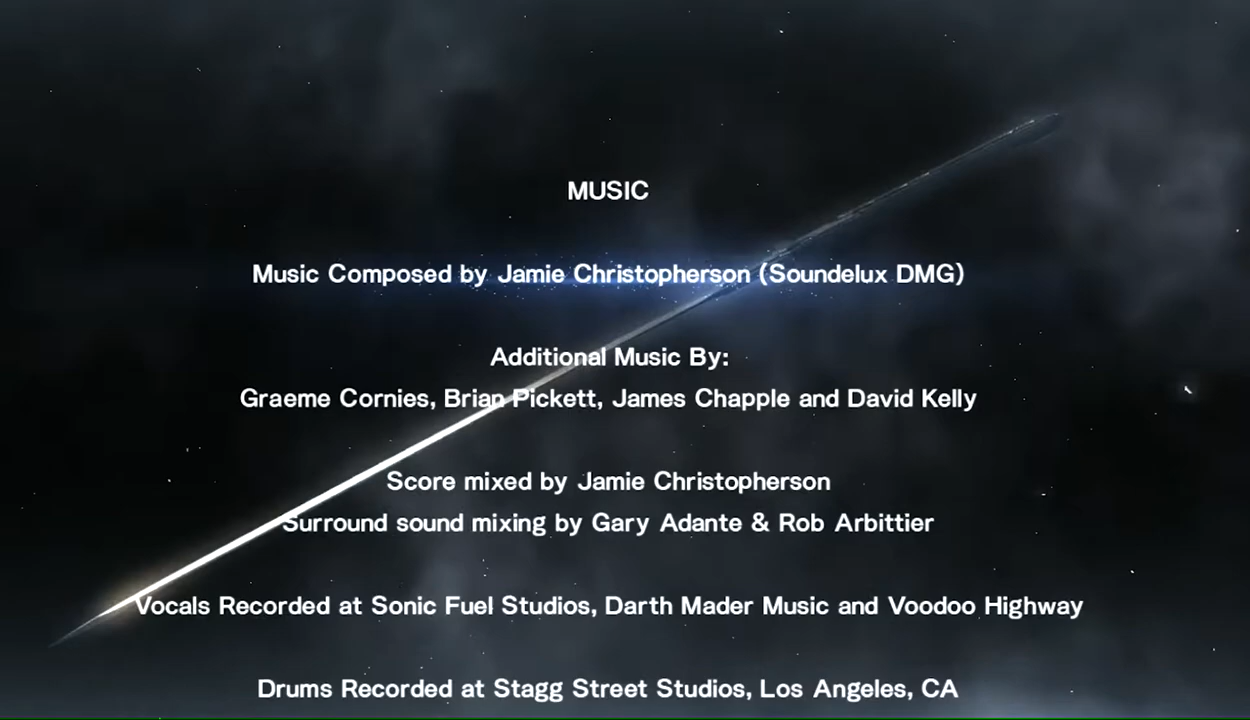 MUSIC
Music Composed by Jamie Christopherson (Soundelux DMG)
Additional Music By:
Graeme Cornies, Brian Pickett, James Chapple and David Kelly
Score mixed by Jamie Christopherson
Surround sound mixing by Gary Adante & Rob Arbittier
Vocals Recorded at Sonic Fuel Studios, Darth Mader Music and Voodoo Highway
Drums Recorded at Stagg Street Studios, Los Angeles, CA